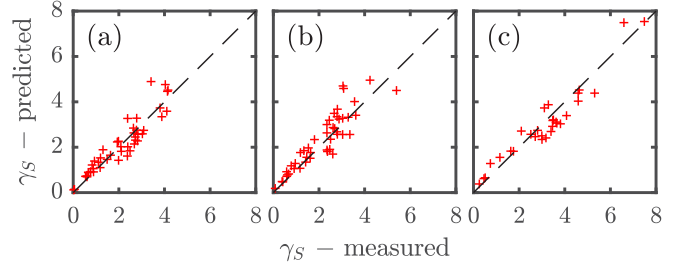 8
6
4
2
0
γS − predicted
(a)
(b)
(c)
0 2 4 6 8 0 2 4 6 8 0 2 4 6 8
γS − measured